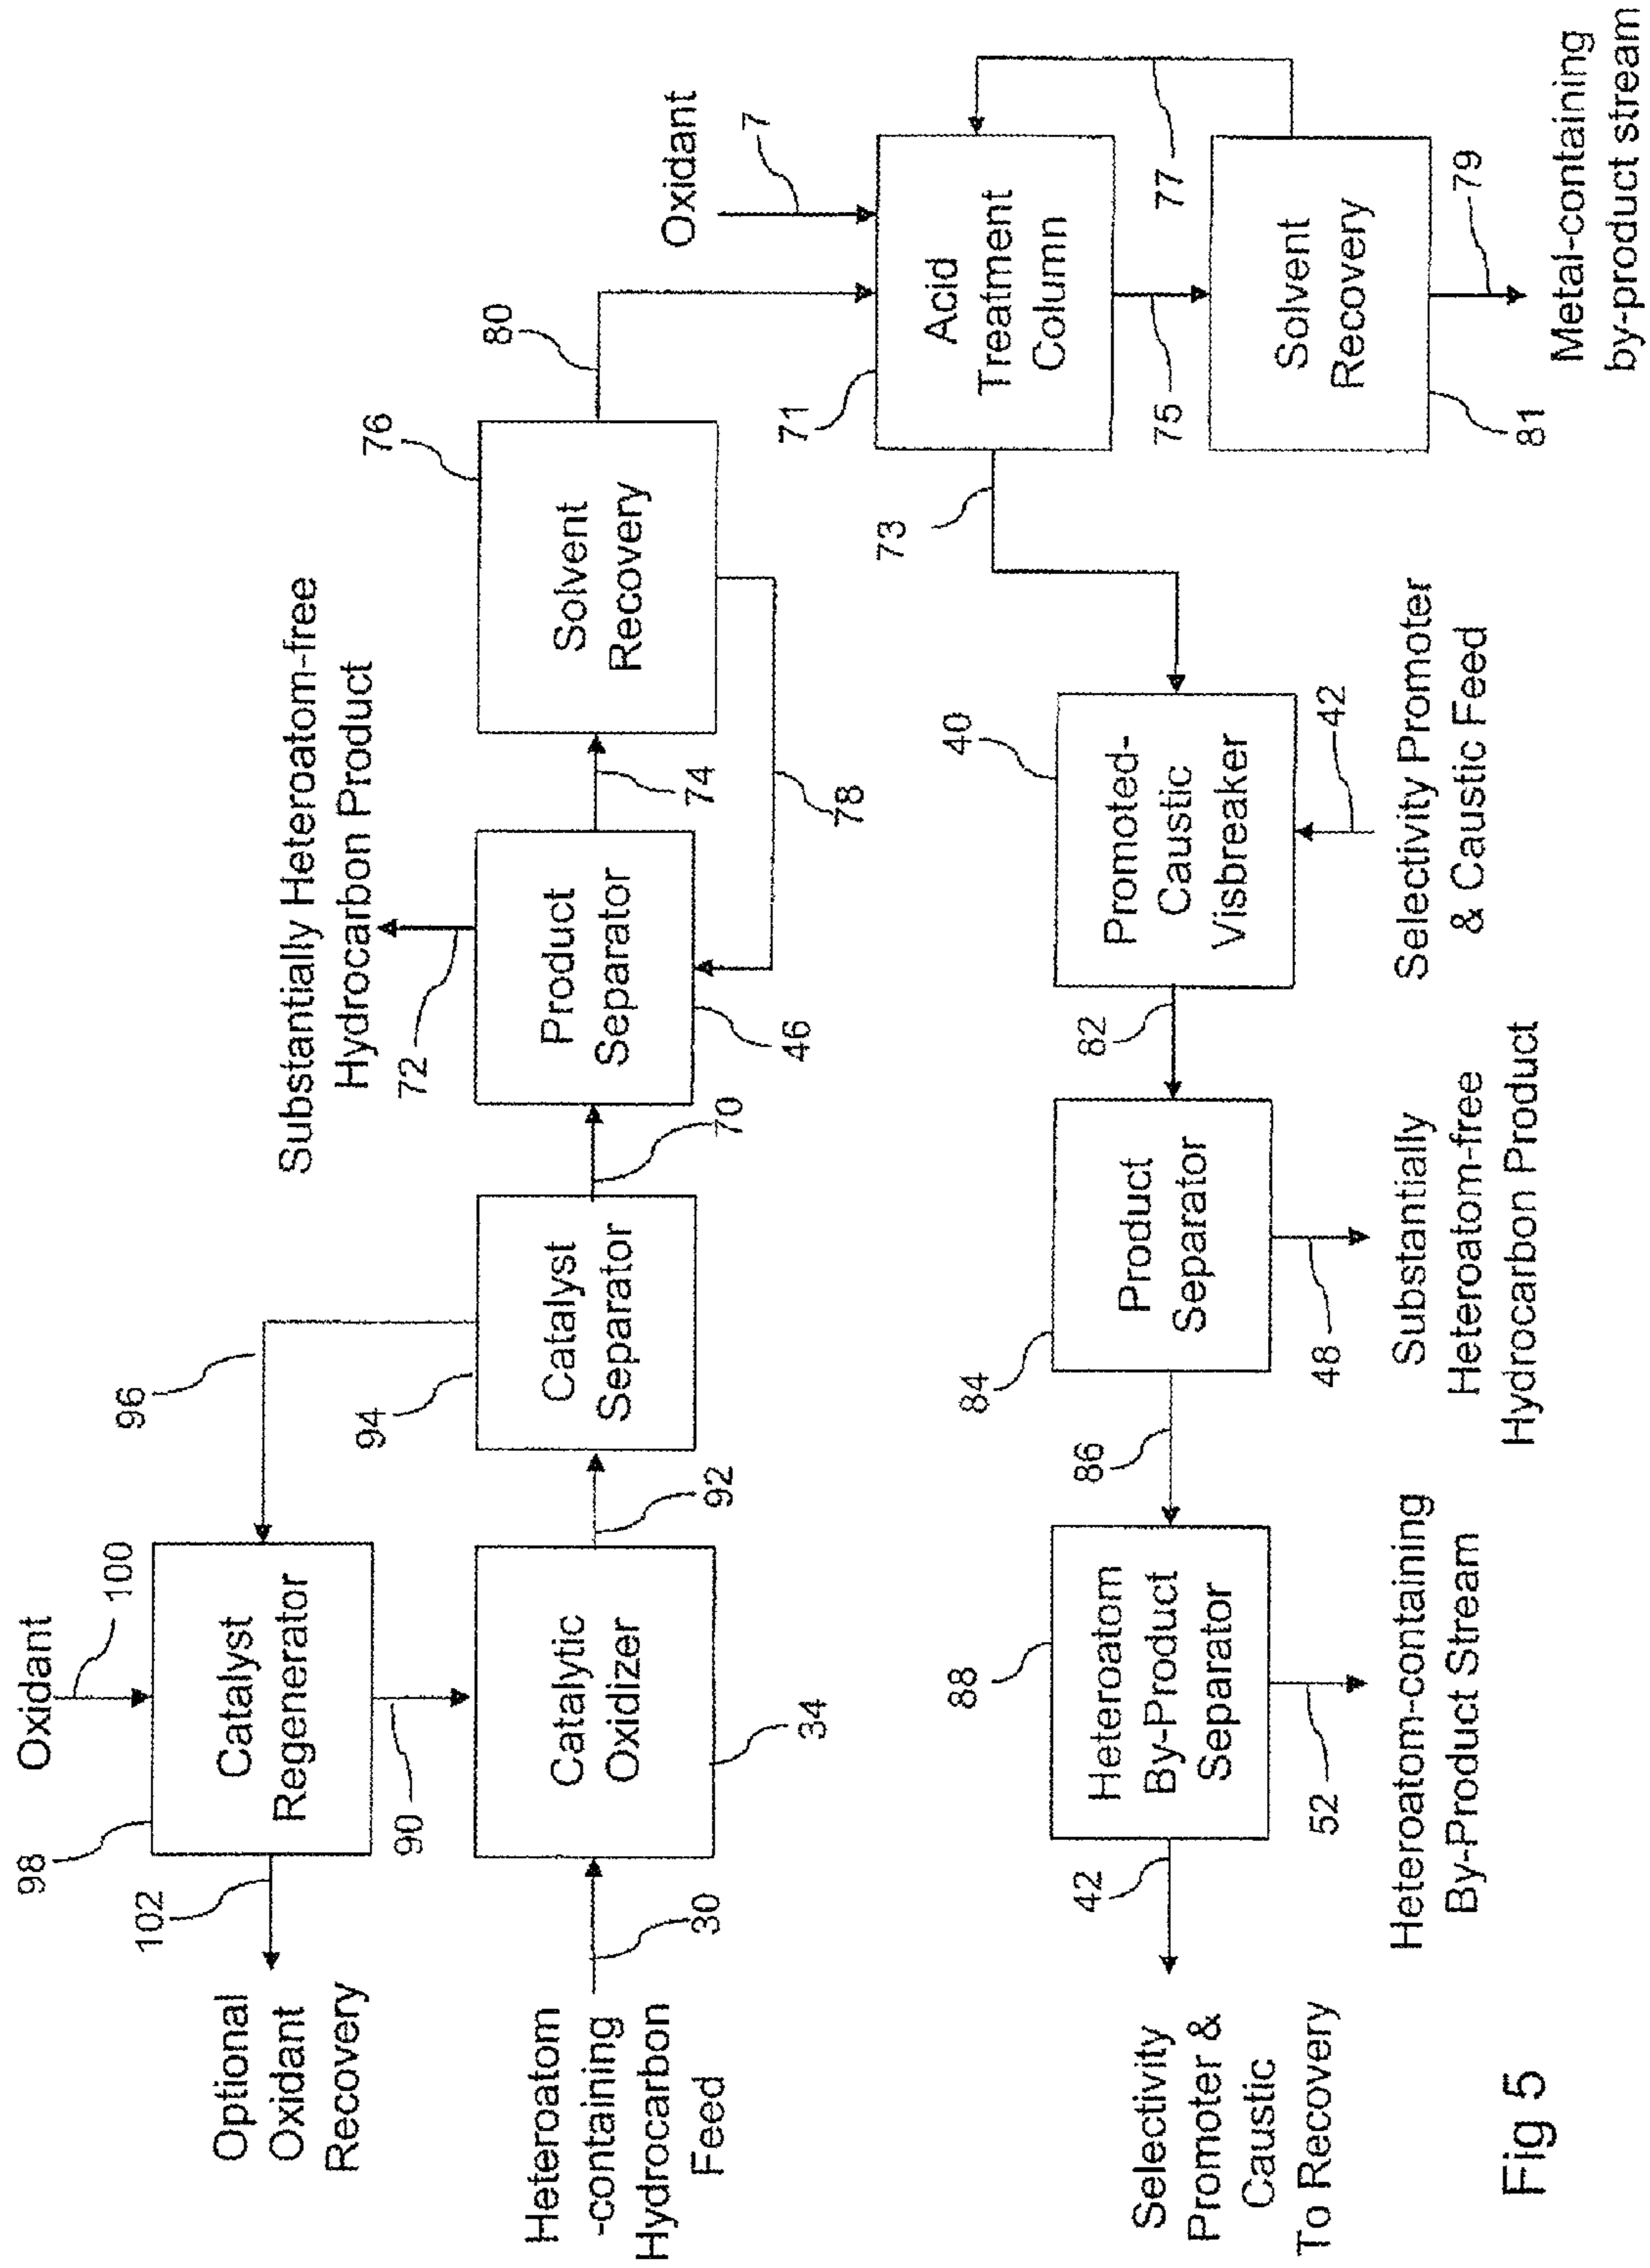 Oxidant
100
98
Catalyst
Regenerator
96
102
Optional
Oxidant
Recovery
90
Heteroatom
-containing
Hydrocarbon
Feed
30
Catalytic
Oxidizer
34
92
94
Catalyst
Separator
70
Substantially Heteroatom-free
Hydrocarbon Product
72
Product
Separator
46
74
78
76
Solvent
Recovery
80
Oxidant
7
71
Acid
Treatment
Column
73
75
77
Solvent
Recovery
81
79
Metal-containing
by-product stream
40
Promoted-
Caustic
Visbreaker
42
Selectivity Promoter
& Caustic Feed
82
84
Product
Separator
48
Substantially
Heteroatom-free
Hydrocarbon Product
86
88
Heteroatom
By-Product
Separator
52
Heteroatom-containing
By-Product Stream
42
Selectivity
Promoter &
Caustic
To Recovery
Fig 5